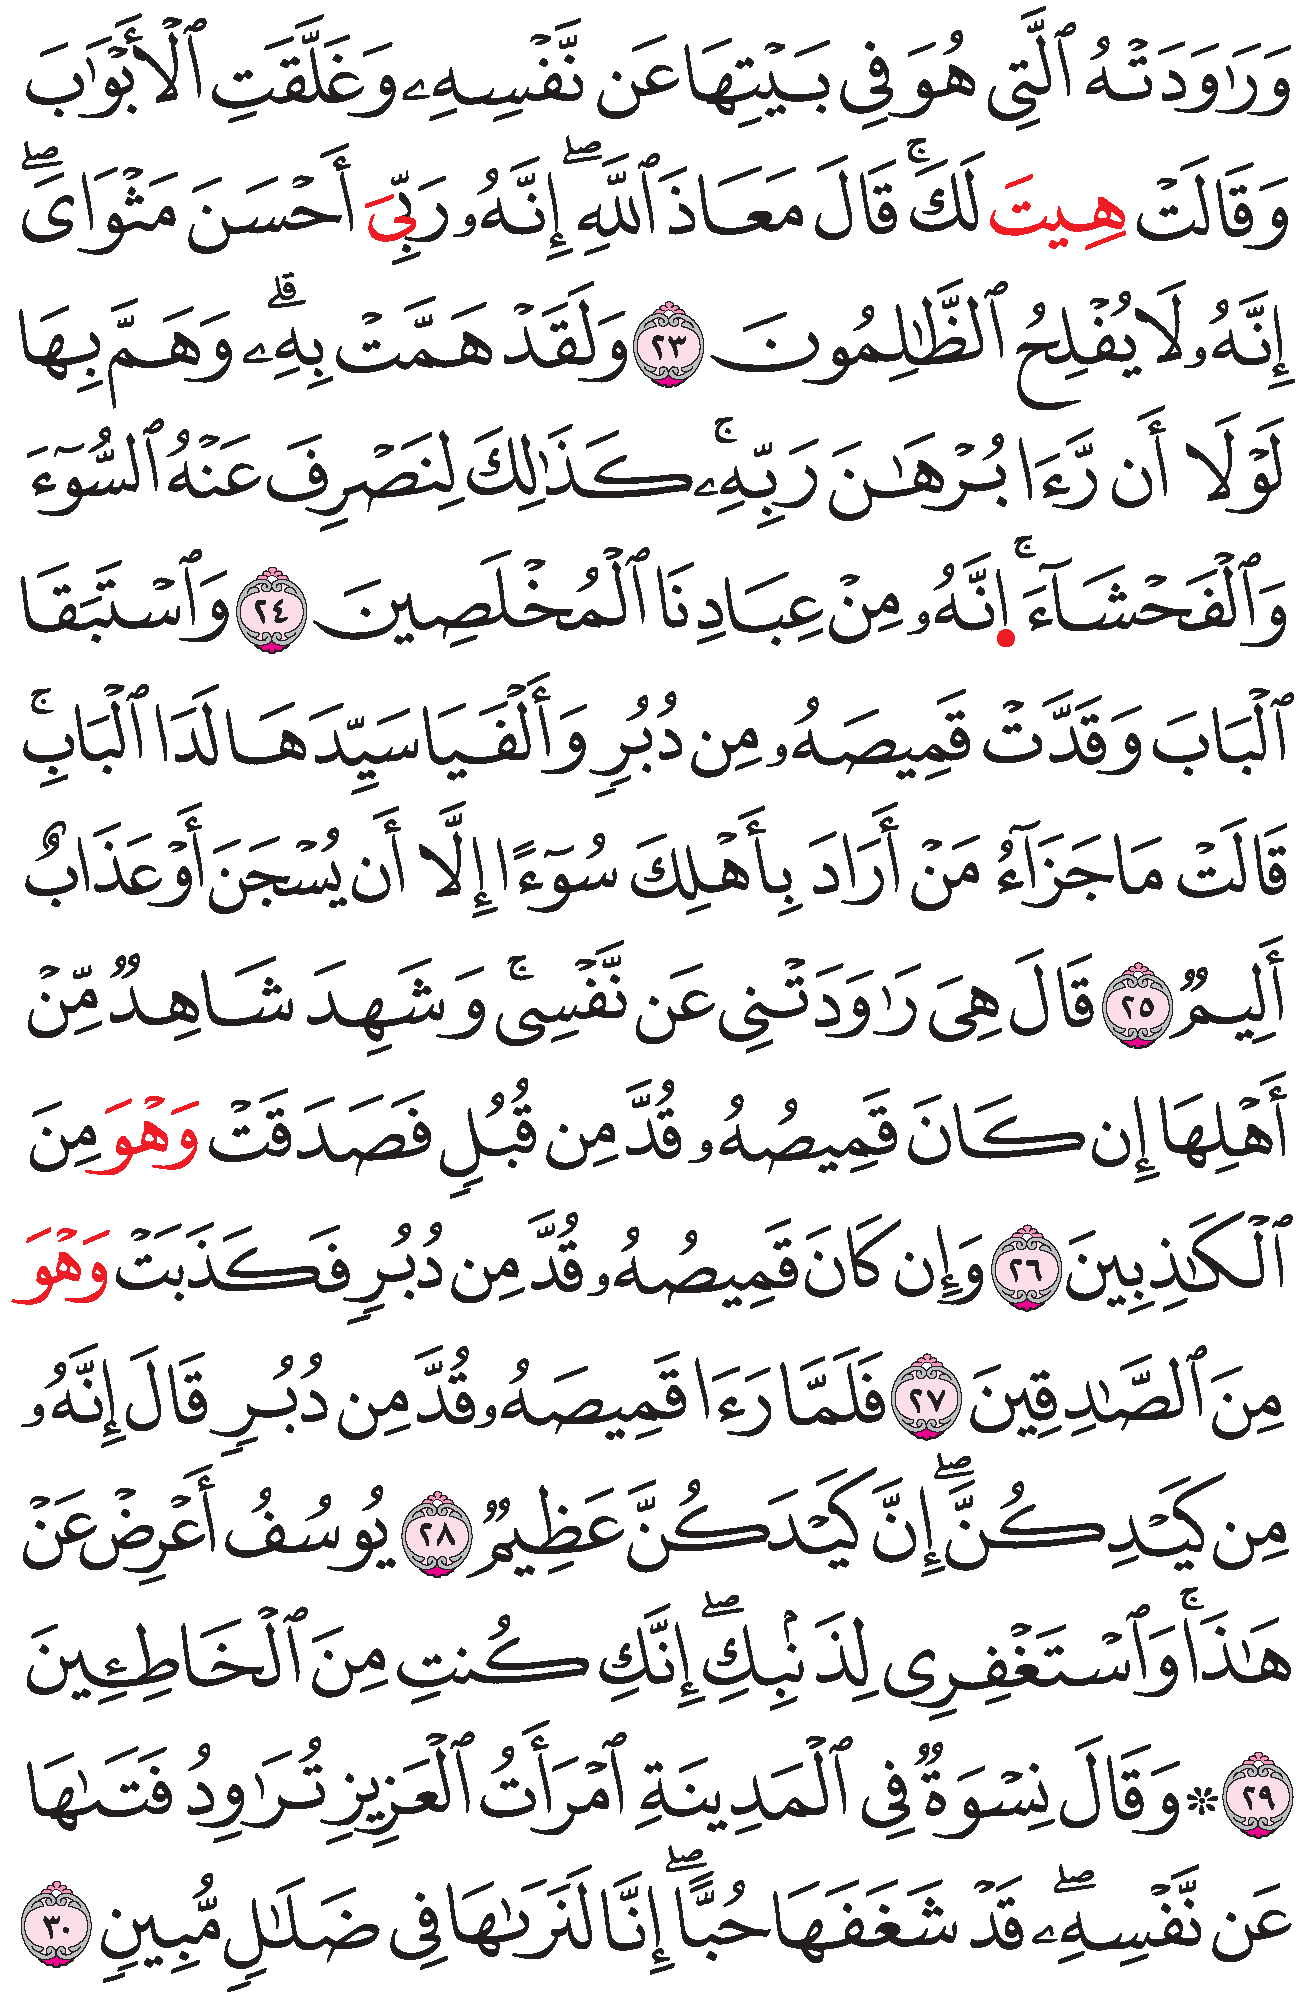 وَرَٰوَدَتْهُ ٱلَّتِى هُوَ فِى بَيْتِهَا عَن نَّفْسِهِۦ وَغَلَّقَتِ ٱلْأَبْوَٰبَ
وَقَالَتْ هِيتَ لَكَ ۚ قَالَ مَعَاذَ ٱللَّهِ ۖ إِنَّهُۥ رَبِّىَ أَحْسَنَ مَثْوَاىَ ۖ
إِنَّهُۥ لَا يُفْلِحُ ٱلظَّٰلِمُونَ ٢٣ وَلَقَدْ هَمَّتْ بِهِۦ ۗ وَهَمَّ بِهَا
لَوْلَا أَن رَّءَا بُرْهَٰنَ رَبِّهِۦ ۚ كَذَٰلِكَ لِنَصْرِفَ عَنْهُ ٱلسُّوٓءَ
وَٱلْفَحْشَآءَ ۚ اِنَّهُۥ مِنْ عِبَادِنَا ٱلْمُخْلَصِينَ ٢٤ وَٱسْتَبَقَا
ٱلْبَابَ وَقَدَّتْ قَمِيصَهُۥ مِن دُبُرٍ وَأَلْفَيَا سَيِّدَهَا لَدَا ٱلْبَابِ ۚ
قَالَتْ مَا جَزَآءُ مَنْ أَرَادَ بِأَهْلِكَ سُوٓءًا إِلَّا أَن يُسْجَنَ أَوْ عَذَابٌ
أَلِيمٌ ٢٥ قَالَ هِىَ رَٰوَدَتْنِى عَن نَّفْسِى ۚ وَشَهِدَ شَاهِدٌ مِّنْ
أَهْلِهَا إِن كَانَ قَمِيصُهُۥ قُدَّ مِن قُبُلٍ فَصَدَقَتْ وَهْوَ مِنَ
ٱلْكَٰذِبِينَ ٢٦ وَإِن كَانَ قَمِيصُهُۥ قُدَّ مِن دُبُرٍ فَكَذَبَتْ وَهْوَ
مِنَ ٱلصَّٰدِقِينَ ٢٧ فَلَمَّا رَءَا قَمِيصَهُۥ قُدَّ مِن دُبُرٍ قَالَ إِنَّهُۥ
مِن كَيْدِكُنَّ ۖ إِنَّ كَيْدَكُنَّ عَظِيمٌ ٢٨ يُوسُفُ أَعْرِضْ عَنْ
هَٰذَا ۚ وَٱسْتَغْفِرِى لِذَنۢبِكِ ۖ إِنَّكِ كُنتِ مِنَ ٱلْخَاطِـِٔينَ
٢٩ ۞ وَقَالَ نِسْوَةٌ فِى ٱلْمَدِينَةِ ٱمْرَأَتُ ٱلْعَزِيزِ تُرَٰوِدُ فَتَىٰهَا
عَن نَّفْسِهِۦ ۖ قَدْ شَغَفَهَا حُبًّا ۖ إِنَّا لَنَرَىٰهَا فِى ضَلَٰلٍ مُّبِينٍ ٣٠